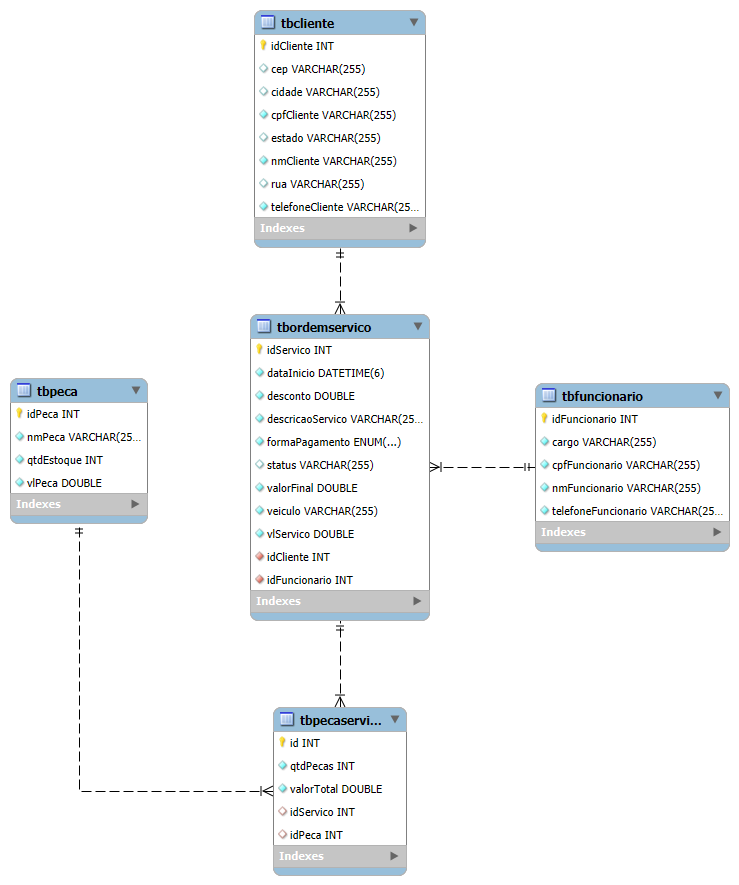 tbcliente
idCliente INT
cep VARCHAR(255)
cidade VARCHAR(255)
cpfCliente VARCHAR(255)
estado VARCHAR(255)
nmCliente VARCHAR(255)
rua VARCHAR(255)
telefoneCliente VARCHAR(25...
Indexes
tbordemservico
idServico INT
dataInicio DATETIME(6)
desconto DOUBLE
descricaoServico VARCHAR(25...
formaPagamento ENUM(...)
status VARCHAR(255)
valorFinal DOUBLE
veiculo VARCHAR(255)
vlServico DOUBLE
idCliente INT
idFuncionario INT
Indexes
tbpeca
idPeca INT
nmPeca VARCHAR(25...
qtdEstoque INT
vlPeca DOUBLE
Indexes
tbfuncionario
idFuncionario INT
cargo VARCHAR(255)
cpfFuncionario VARCHAR(255)
nmFuncionario VARCHAR(255)
telefoneFuncionario VARCHAR(25...
Indexes
tbpecaservi...
id INT
qtdPecas INT
valorTotal DOUBLE
idServico INT
idPeca INT
Indexes